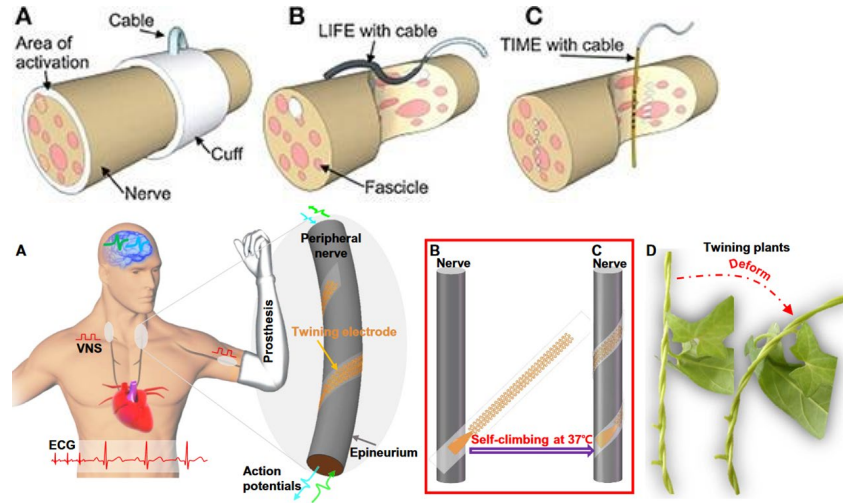 A
Cable
Area of
activation
Cuff
Nerve
B
LIFE with cable
Fascicle
C
TIME with cable
A
VNS
ECG
Prosthesis
Peripheral
nerve
Twining electrode
Epineurium
Action
potentials
B
Nerve
Self-climbing at 37℃
C
Nerve
D
Twining plants
Deform